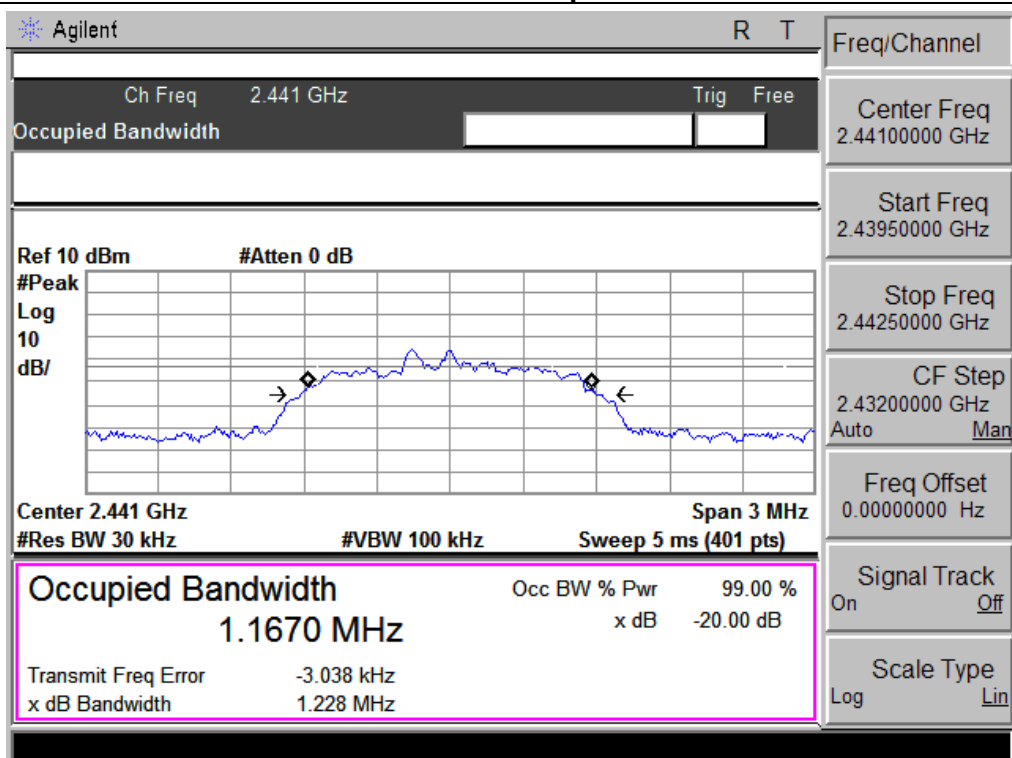 Agilent R T
Ch Freq 2.441 GHz Trig Free
Occupied Bandwidth
Ref 10 dBm #Atten 0 dB
#Peak
Log
10
dB/
Center 2.441 GHz Span 3 MHz
#Res BW 30 kHz #VBW 100 kHz Sweep 5 ms (401 pts)
Occupied Bandwidth
1.1670 MHz
Occ BW % Pwr 99.00 %
x dB -20.00 dB
Transmit Freq Error -3.038 kHz
x dB Bandwidth 1.228 MHz
Freq/Channel
Center Freq
2.44100000 GHz
Start Freq
2.43950000 GHz
Stop Freq
2.44250000 GHz
CF Step
2.43200000 GHz
Auto Man
Freq Offset
0.00000000 Hz
Signal Track
On Off
Scale Type
Log Lin